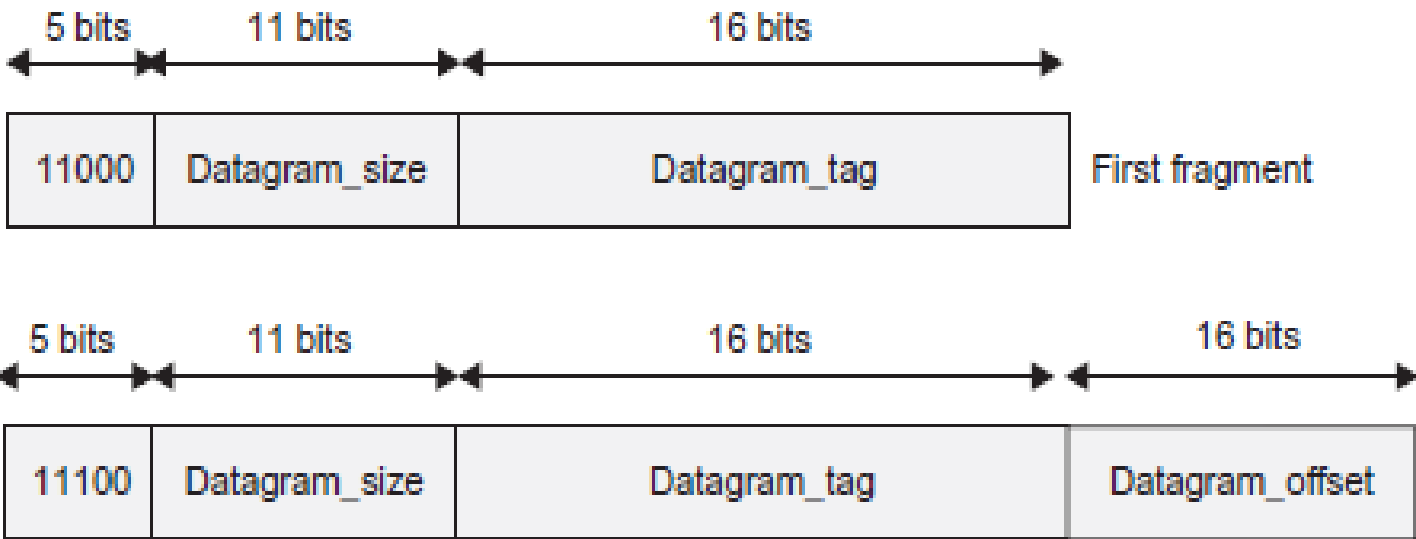 5 bits 11 bits 16 bits
11000 Datagram_size Datagram_tag First fragment
5 bits 11 bits 16 bits 16 bits
11100 Datagram_size Datagram_tag Datagram_offset